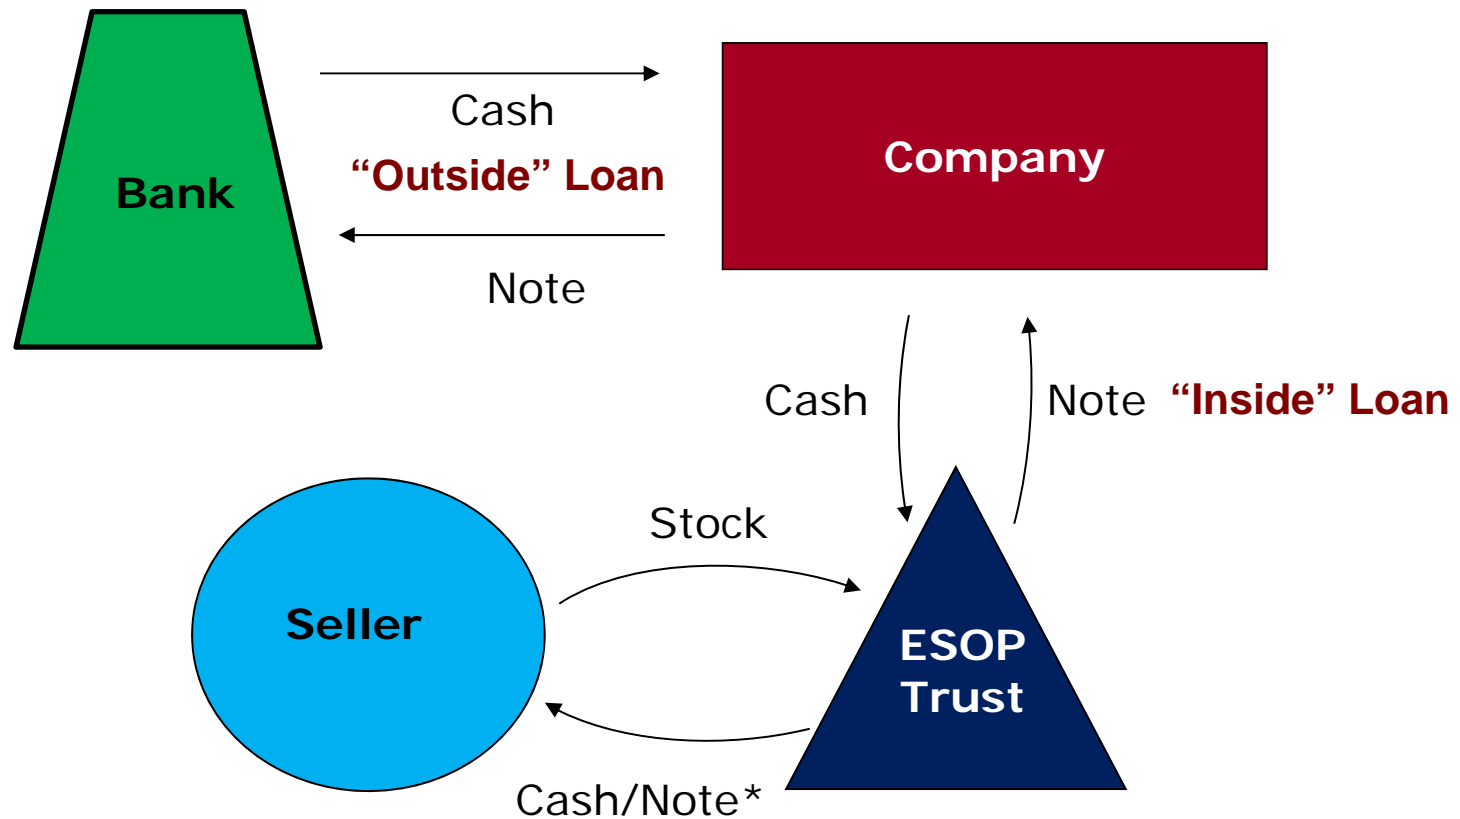 Bank
Cash
“Outside” Loan
Note
Company
Cash
Note “Inside” Loan
Stock
Seller
ESOP
Trust
Cash/Note*